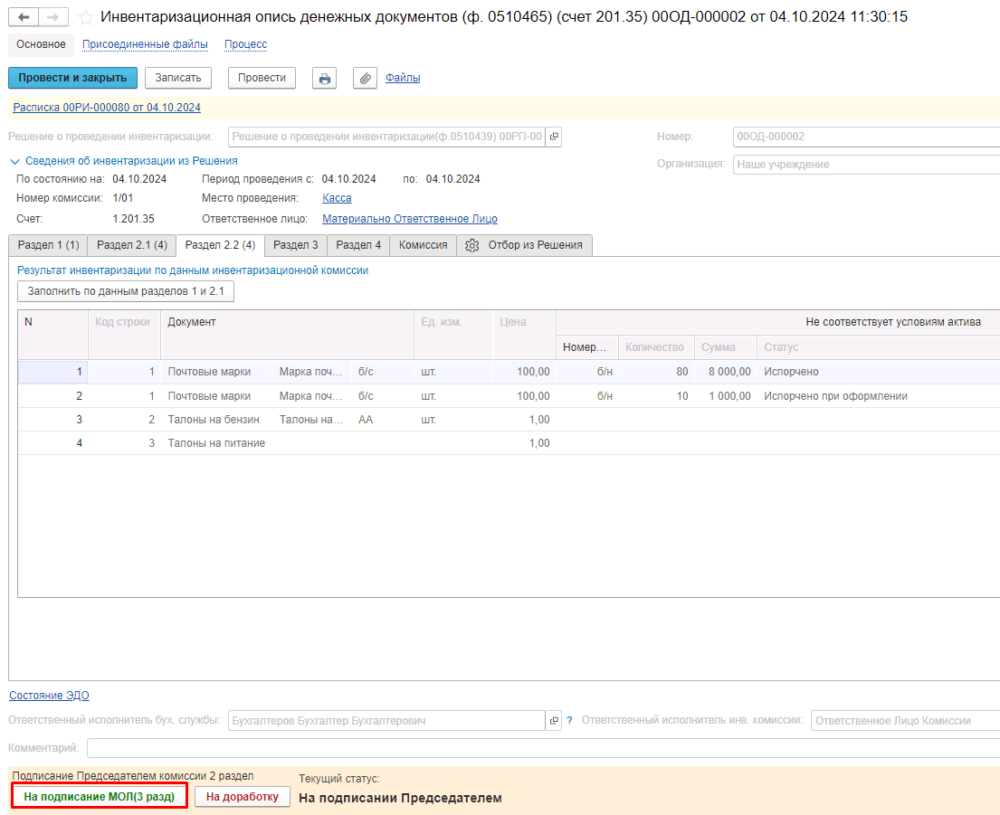 Инвентаризационная опись денежных документов (ф. 0510465) (счет 201.35) 00ОД-000002 от 04.10.2024 11:30:15
Основное Присоединенные файлы Процесс
Провести и закрыть Записать Провести Файлы
Расписка 00РИ-000080 от 04.10.2024
Решение о проведении инвентаризации: Решение о проведении инвентаризации(ф.0510439) 00РП-00 Номер: 00ОД-000002
Сведения об инвентаризации из Решения Организация: Наше учреждение
По состоянию на: 04.10.2024 Период проведения с: 04.10.2024 по: 04.10.2024
Номер комиссии: 1/01 Место проведения: Касса
Счет: 1.201.35 Ответственное лицо: Материально Ответственное Лицо
Раздел 1 (1) Раздел 2.1 (4) Раздел 2.2 (4) Раздел 3 Раздел 4 Комиссия Отбор из Решения
Результат инвентаризации по данным инвентаризационной комиссии
Заполнить по данным разделов 1 и 2.1
N Код строки Документ Ед. изм. Цена Не соответствует условиям актива
Номер... Количество Сумма Статус
1 1 Почтовые марки Марка поч... б/с шт. 100,00 б/н 80 8 000,00 Испорчено
2 1 Почтовые марки Марка поч... б/с шт. 100,00 б/н 10 1 000,00 Испорчено при оформлении
3 2 Талоны на бензин Талоны на... АА шт. 1,00
4 3 Талоны на питание 1,00
Состояние ЭДО
Ответственный исполнитель бух. службы: Бухгалтеров Бухгалтер Бухгалтерович ? Ответственный исполнитель инв. комиссии: Ответственное Лицо Комиссии
Комментарий:
Подписание Председателем комиссии 2 раздел Текущий статус:
На подписание МОЛ(3 разд) На доработку На подписании Председателем